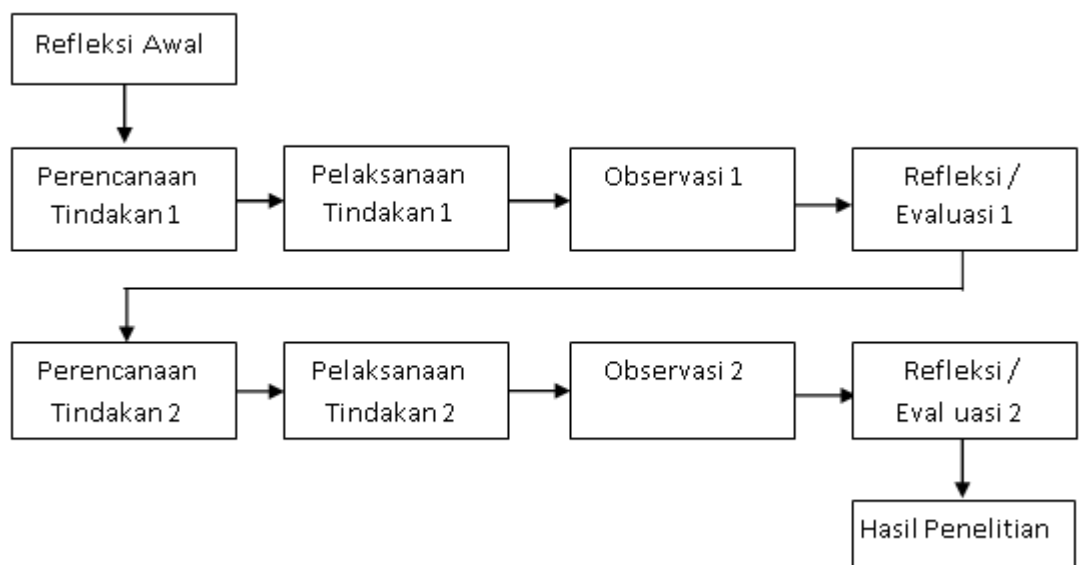 Refleksi Awal
Perencanaan
Tindakan 1
Pelaksanaan
Tindakan 1
Observasi 1
Refleksi /
Evaluasi 1
Perencanaan
Tindakan 2
Pelaksanaan
Tindakan 2
Observasi 2
Refleksi /
Eval uasi 2
Hasil Penelitian